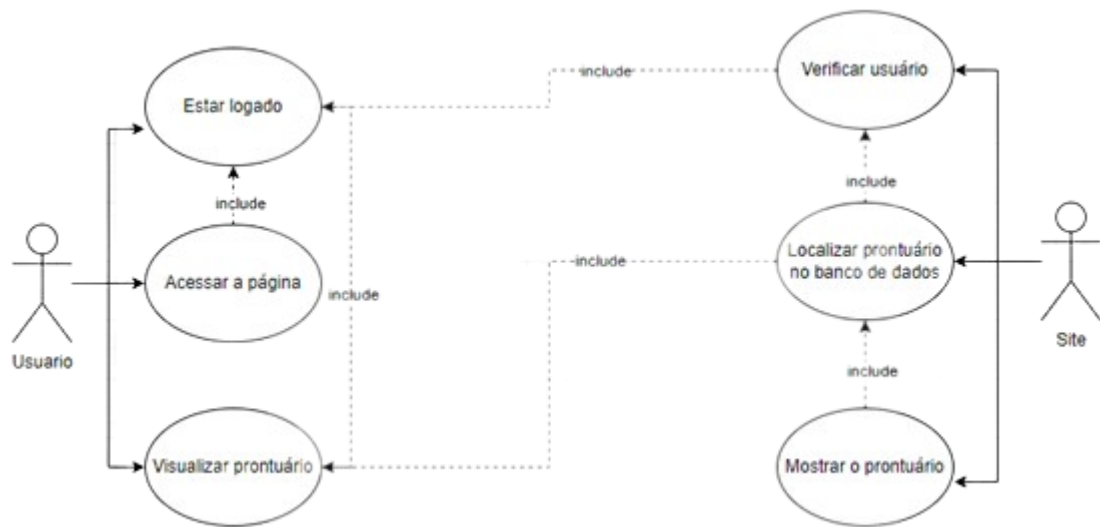 Verificar usuário
include
Estar logado
include
include
Localizar prontuário
no banco de dados
include
Acessar a página
include
Usuario
Site
include
Visualizar prontuário
Mostrar o prontuário